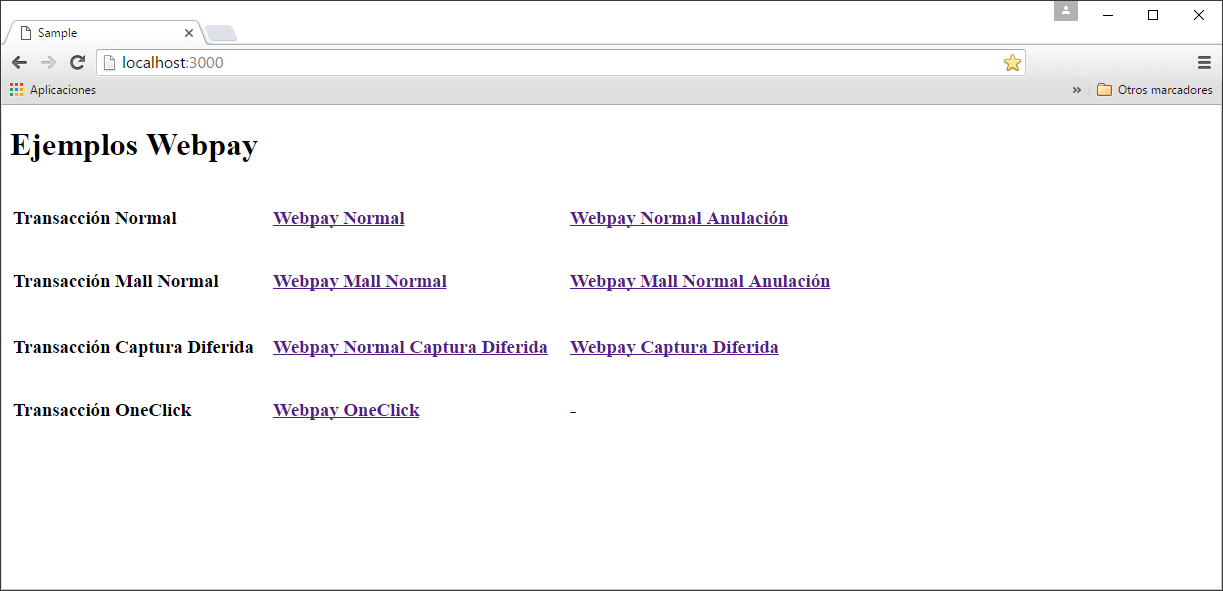 Sample
localhost:3000
Aplicaciones » Otros marcadores
Ejemplos Webpay
Transacción Normal Webpay Normal Webpay Normal Anulación
Transacción Mall Normal Webpay Mall Normal Webpay Mall Normal Anulación
Transacción Captura Diferida Webpay Normal Captura Diferida Webpay Captura Diferida
Transacción OneClick Webpay OneClick -